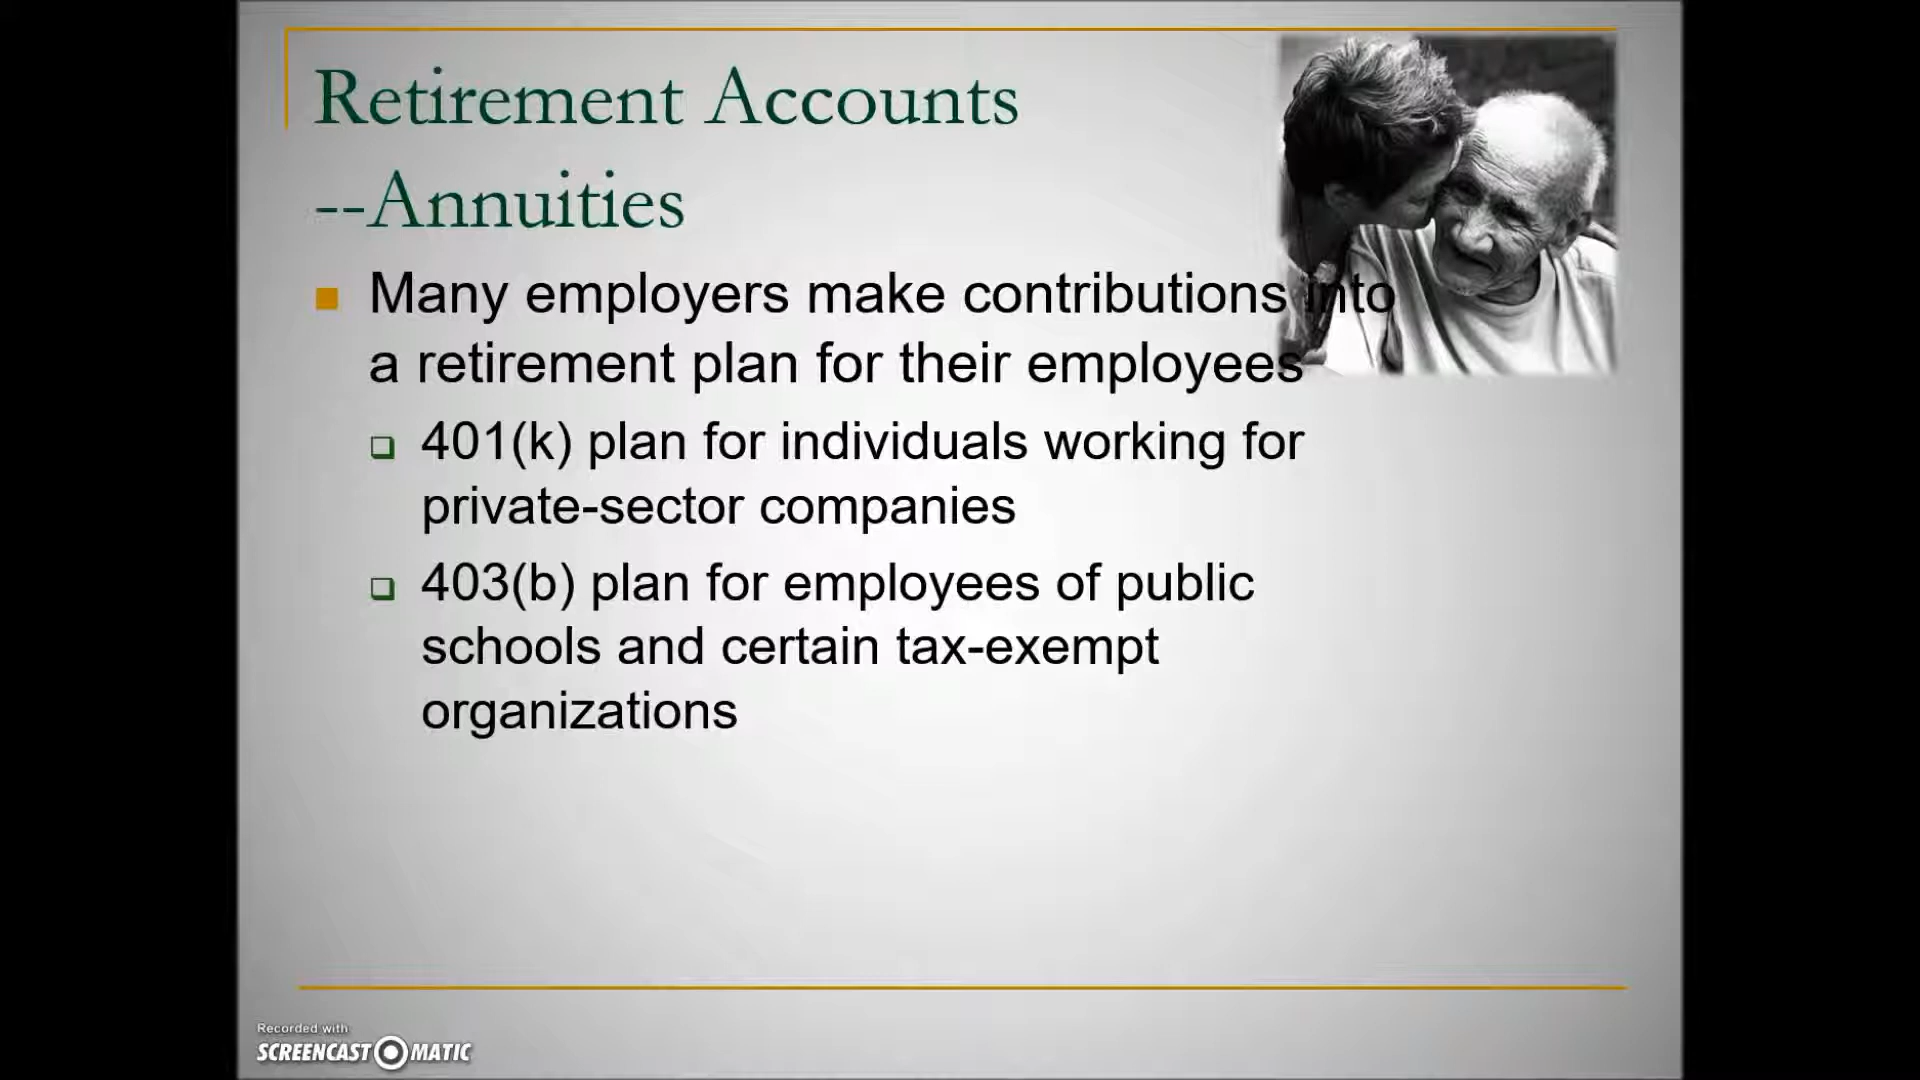 Retirement Accounts
--Annuities
Many employers make contributions into
a retirement plan for their employees
401(k) plan for individuals working for
private-sector companies
403(b) plan for employees of public
schools and certain tax-exempt
organizations
Recorded with
SCREENCAST MATIC